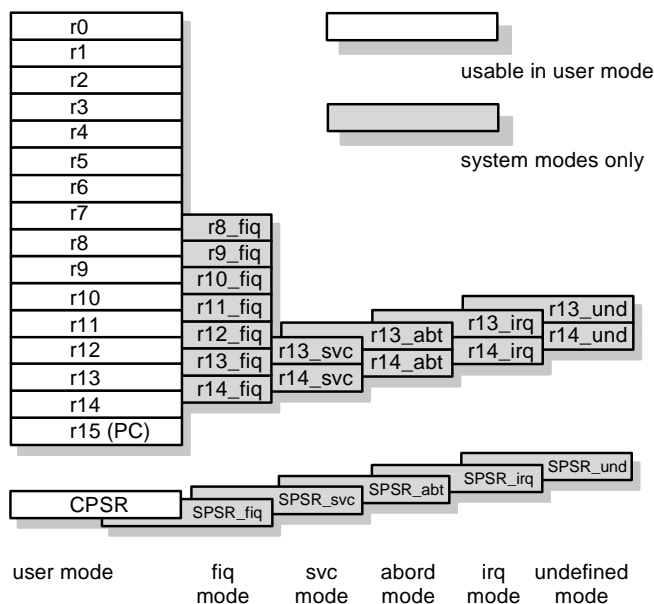 r0
r1
r2
r3
r4
r5
r6
r7
r8
r9
r10
r11
r12
r13
r14
r15 (PC)
usable in user mode
system modes only
r8_fiq
r9_fiq
r10_fiq
r11_fiq
r12_fiq
r13_fiq
r14_fiq
r13_svc
r14_svc
r13_abt
r14_abt
r13_irq
r14_irq
r13_und
r14_und
CPSR
SPSR_fiq
SPSR_svc
SPSR_abt
SPSR_irq
SPSR_und
user mode
fiq
mode
svc
mode
abord
mode
irq
mode
undefined
mode